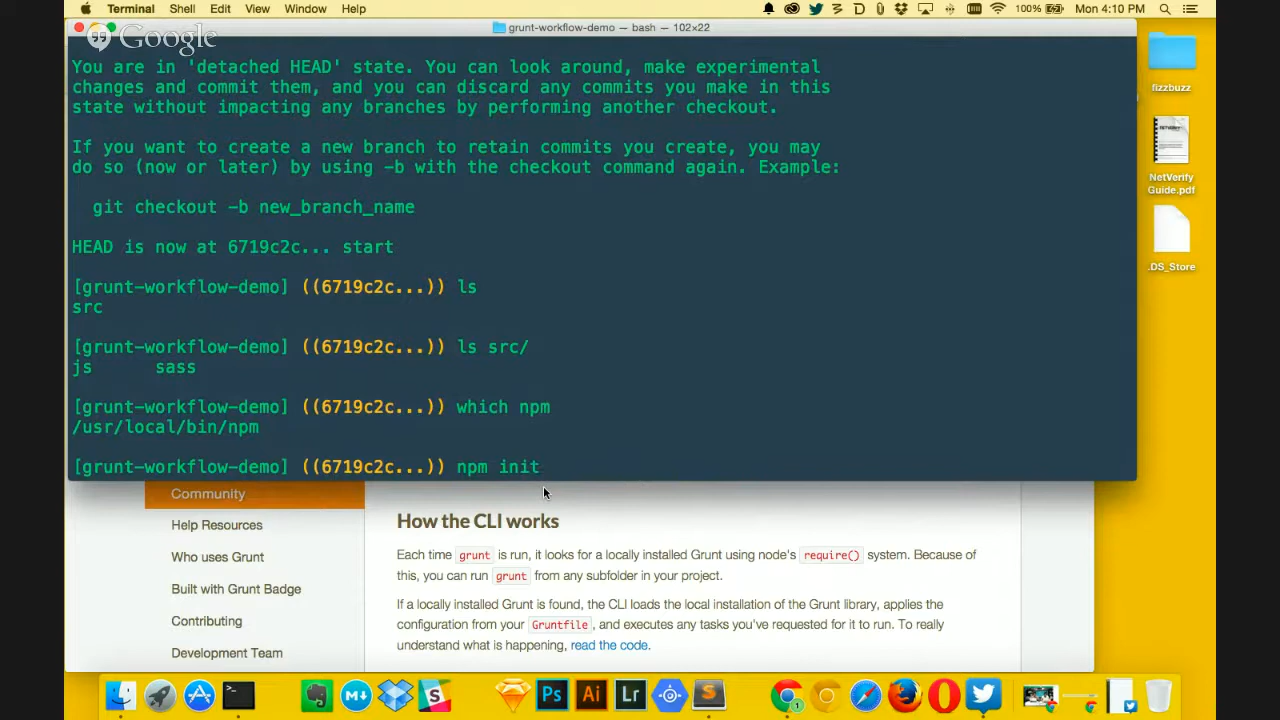 Terminal Shell Edit View Window Help
100% Mon 4:10 PM
Google
grunt-workflow-demo — bash — 102×22
You are in 'detached HEAD' state. You can look around, make experimental
changes and commit them, and you can discard any commits you make in this
state without impacting any branches by performing another checkout.
If you want to create a new branch to retain commits you create, you may
do so (now or later) by using -b with the checkout command again. Example:
git checkout -b new_branch_name
HEAD is now at 6719c2c... start
[grunt-workflow-demo] ((6719c2c...)) ls
src
[grunt-workflow-demo] ((6719c2c...)) ls src/
js sass
[grunt-workflow-demo] ((6719c2c...)) which npm
/usr/local/bin/npm
[grunt-workflow-demo] ((6719c2c...)) npm init
fizzbuzz
NetVerify
Guide.pdf
.DS_Store
Community
Help Resources
Who uses Grunt
Built with Grunt Badge
Contributing
Development Team
How the CLI works
Each time grunt is run, it looks for a locally installed Grunt using node's require() system. Because of
this, you can run grunt from any subfolder in your project.
If a locally installed Grunt is found, the CLI loads the local installation of the Grunt library, applies the
configuration from your Gruntfile, and executes any tasks you've requested for it to run. To really
understand what is happening, read the code.
Ps Ai Lr